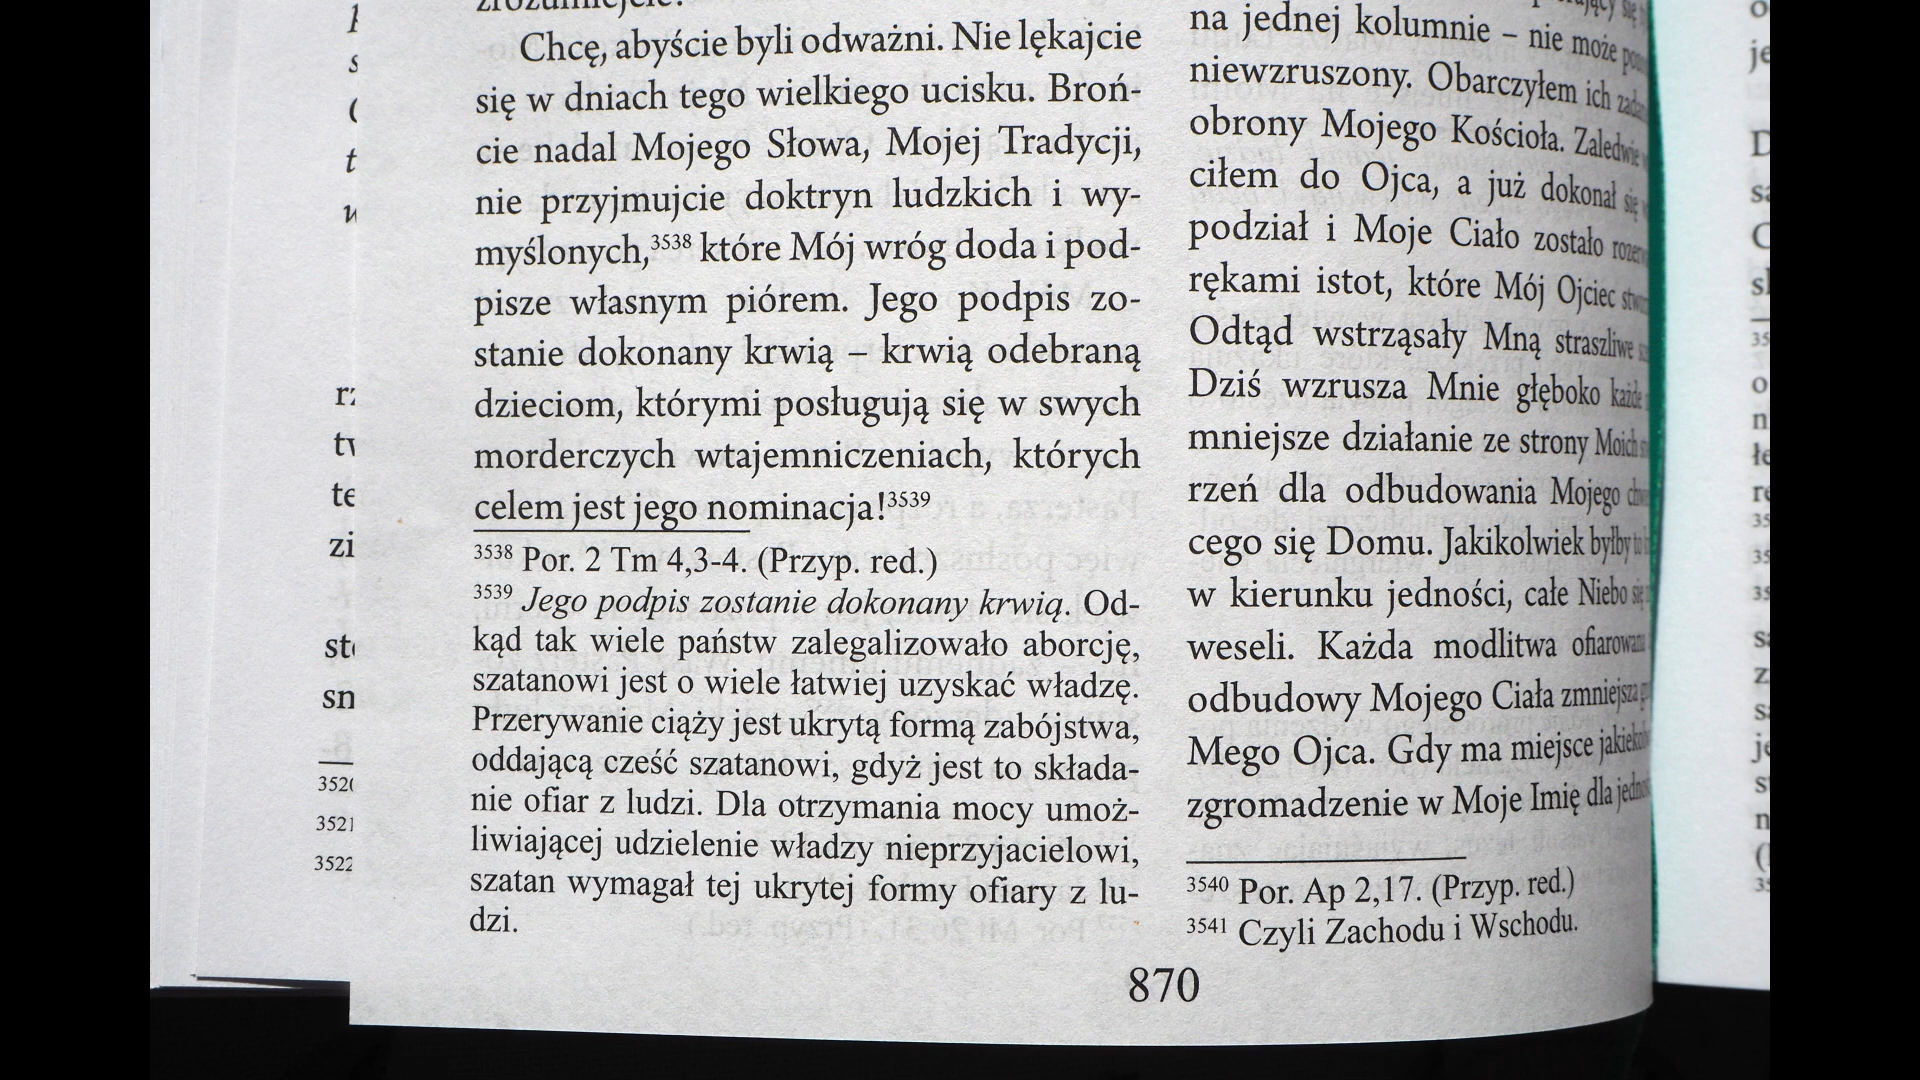 Chcę, abyście byli odważni. Nie lękajcie
się w dniach tego wielkiego ucisku. Broń-
cie nadal Mojego Słowa, Mojej Tradycji,
nie przyjmujcie doktryn ludzkich i wy-
myślonych,3538 które Mój wróg doda i pod-
pisze własnym piórem. Jego podpis zo-
stanie dokonany krwią – krwią odebraną
dzieciom, którymi posługują się w swych
morderczych wtajemniczeniach, których
celem jest jego nominacja!3539
3538 Por. 2 Tm 4,3-4. (Przyp. red.)
3539 Jego podpis zostanie dokonany krwią. Od-
kąd tak wiele państw zalegalizowało aborcję,
szatanowi jest o wiele łatwiej uzyskać władzę.
Przerywanie ciąży jest ukrytą formą zabójstwa,
oddającą cześć szatanowi, gdyż jest to składa-
nie ofiar z ludzi. Dla otrzymania mocy umoż-
liwiającej udzielenie władzy nieprzyjacielowi,
szatan wymagał tej ukrytej formy ofiary z lu-
dzi.
na jednej kolumnie – nie może
niewzruszony. Obarczyłem ich
obrony Mojego Kościoła. Zaledwie
ciłem do Ojca, a już dokonał się
podział i Moje Ciało zostało
rękami istot, które Mój Ojciec
Odtąd wstrząsały Mną straszliwe
Dziś wzrusza Mnie głęboko każde
mniejsze działanie ze strony Moich
rzeń dla odbudowania Mojego
cego się Domu. Jakikolwiek byłby to
w kierunku jedności, całe Niebo się
weseli. Każda modlitwa ofiarowana
odbudowy Mojego Ciała zmniejsza
Mego Ojca. Gdy ma miejsce
zgromadzenie w Moje Imię dla
3540 Por. Ap 2,17. (Przyp. red.)
3541 Czyli Zachodu i Wschodu.
870
3521
3522